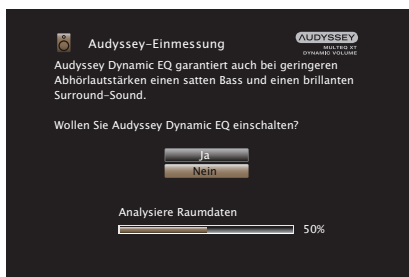 Audyssey-Einmessung
AUDYSSEY
MULTEQ XT
DYNAMIC VOLUME
Audyssey Dynamic EQ garantiert auch bei geringeren
Abhörlautstärken einen satten Bass und einen brillanten
Surround-Sound.
Wollen Sie Audyssey Dynamic EQ einschalten?
Ja
Nein
Analysiere Raumdaten
50%